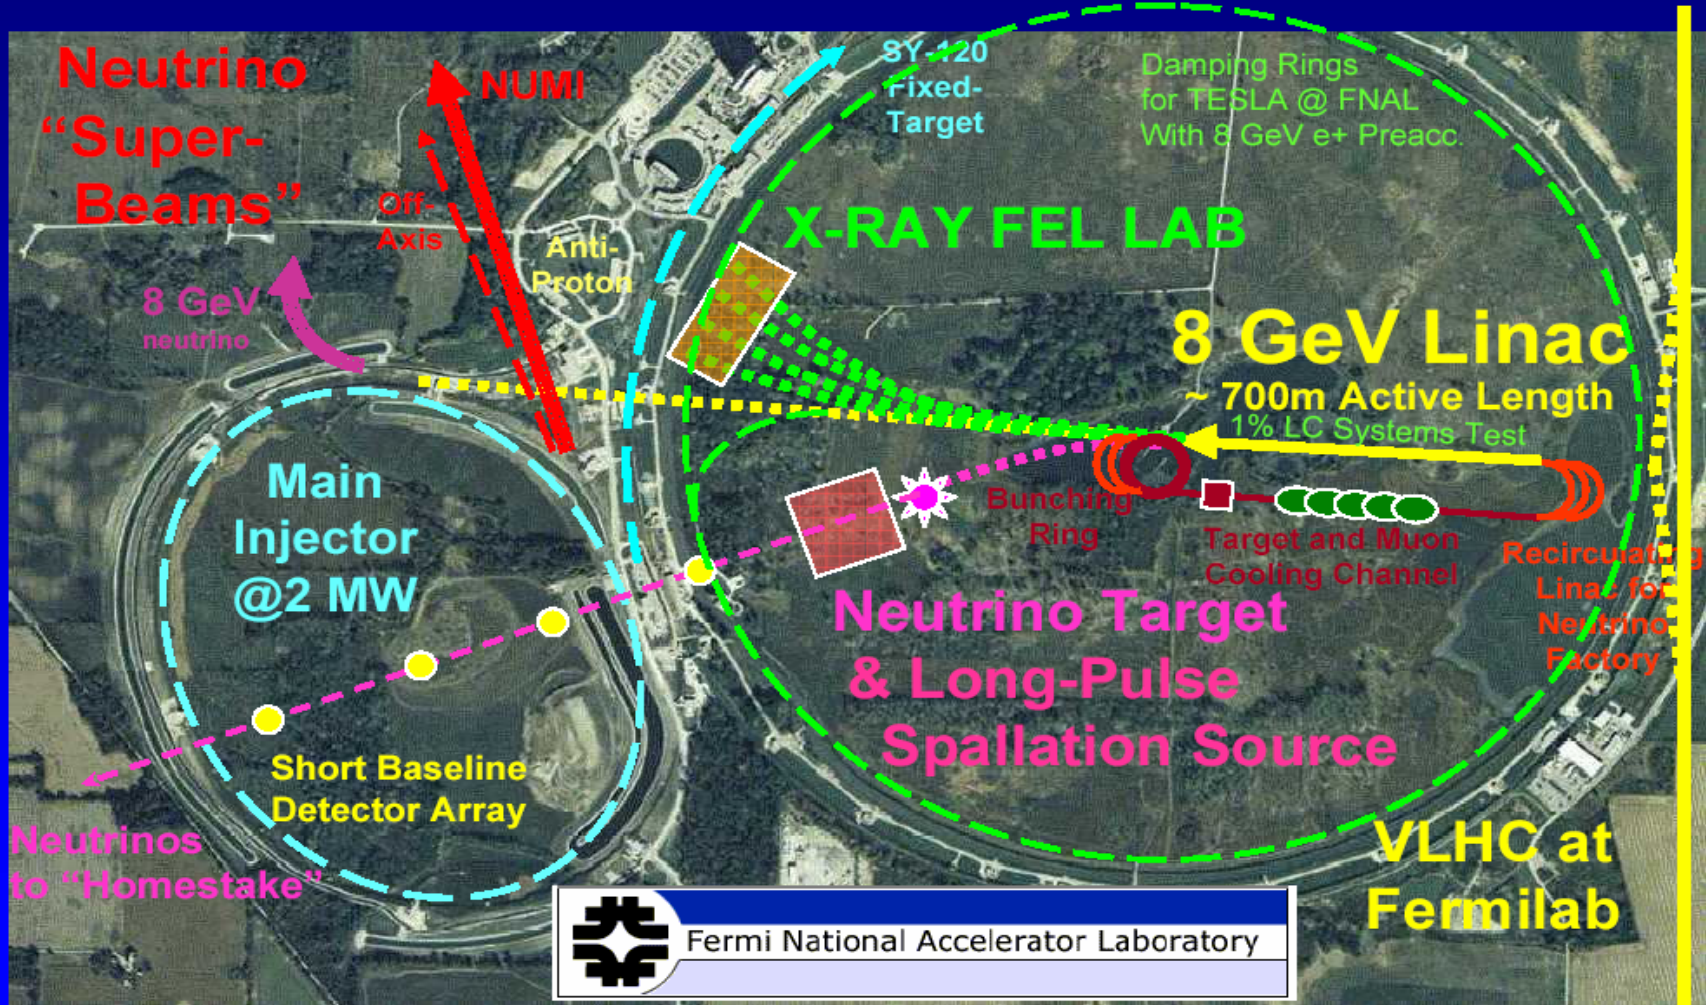 Neutrino
“Super-
Beams”
NUMI
Off-
Axis
SY-120
Fixed-
Target
Damping Rings
for TESLA @ FNAL
With 8 GeV e+ Preacc.
Anti-
Proton
X-RAY FEL LAB
8 GeV
neutrino
8 GeV Linac
~ 700m Active Length
1% LC Systems Test
Main
Injector
@2 MW
Bunching
Ring
Target and Muon
Cooling Channel
Recirculating
Linac for
Neutrino
Factory
Neutrino Target
& Long-Pulse
Spallation Source
Short Baseline
Detector Array
Neutrinos
to “Homestake”
VLHC at
Fermilab
Fermi National Accelerator Laboratory